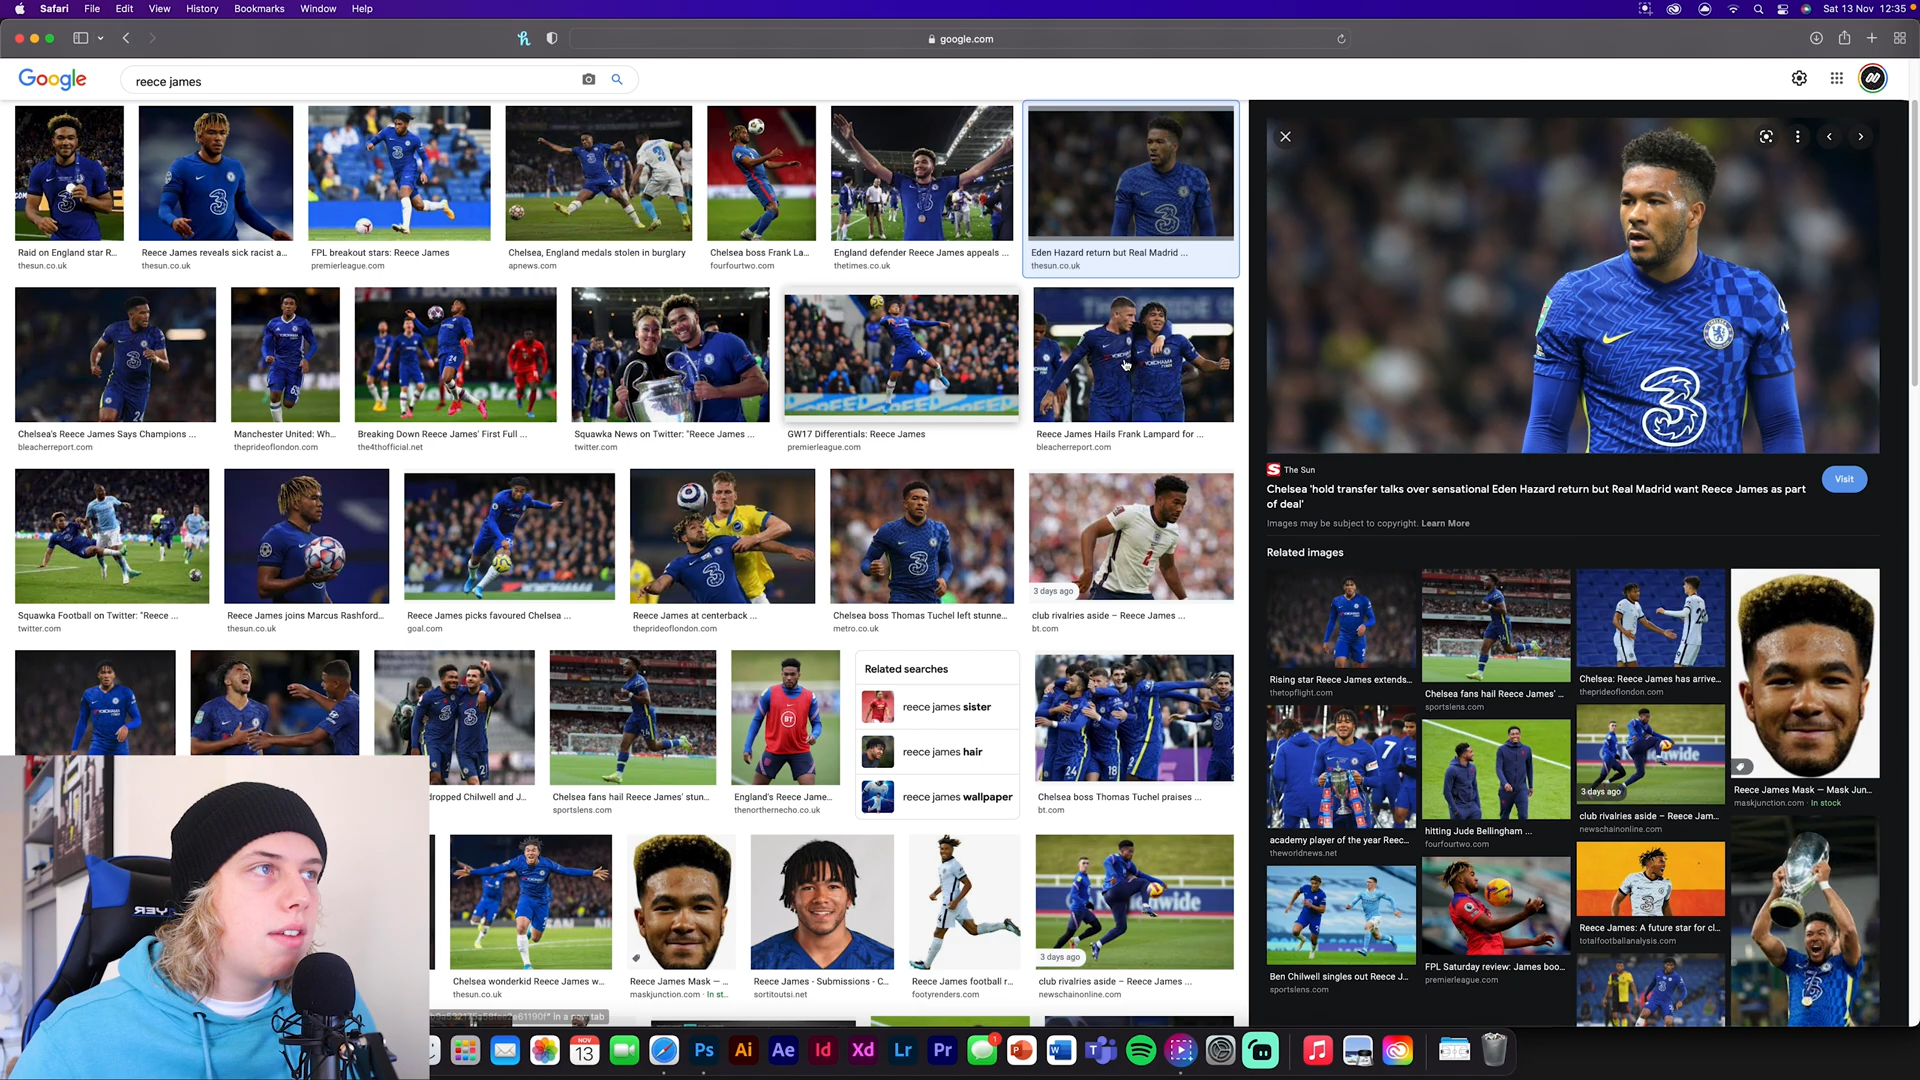 Safari File Edit View History Bookmarks Window Help
Sat 13 Nov 12:35
google.com
Google
reece james
Raid on England star R...
thesun.co.uk
Reece James reveals sick racist a...
thesun.co.uk
FPL breakout stars: Reece James
premierleague.com
Chelsea, England medals stolen in burglary
apnews.com
Chelsea boss Frank La...
fourfourtwo.com
England defender Reece James appeals ...
thetimes.co.uk
Eden Hazard return but Real Madrid ...
thesun.co.uk
Chelsea's Reece James Says Champions ...
bleacherreport.com
Manchester United: Wh...
theprideoflondon.com
Breaking Down Reece James' First Full ...
the4thofficial.net
Squawka News on Twitter: "Reece James ...
twitter.com
GW17 Differentials: Reece James
premierleague.com
Reece James Hails Frank Lampard for ...
bleacherreport.com
Squawka Football on Twitter: "Reece ...
twitter.com
Reece James joins Marcus Rashford...
thesun.co.uk
Reece James picks favoured Chelsea ...
goal.com
Reece James at centerback ...
theprideoflondon.com
Chelsea boss Thomas Tuchel left stunne...
metro.co.uk
3 days ago
club rivalries aside – Reece James ...
bt.com
dropped Chilwell and J...
Chelsea fans hail Reece James' stun...
sportslens.com
England's Reece Jame...
thenorthernecho.co.uk
Related searches
reece james sister
reece james hair
reece james wallpaper
Chelsea boss Thomas Tuchel praises ...
bt.com
Chelsea wonderkid Reece James w...
thesun.co.uk
Reece James Mask — ...
maskjunction.com · In st...
Reece James - Submissions - C...
sortitoutsi.net
Reece James football r...
footyrenders.com
3 days ago
club rivalries aside – Reece James ...
newschainonline.com
The Sun
Visit
Chelsea 'hold transfer talks over sensational Eden Hazard return but Real Madrid want Reece James as part
of deal'
Images may be subject to copyright. Learn More
Related images
Rising star Reece James extends...
thetopflight.com
Chelsea fans hail Reece James' ...
sportslens.com
Chelsea: Reece James has arrive...
theprideoflondon.com
Reece James Mask — Mask Jun...
maskjunction.com · In stock
academy player of the year Reec...
theworldnews.net
hitting Jude Bellingham ...
fourfourtwo.com
3 days ago
club rivalries aside – Reece Jam...
newschainonline.com
Ben Chilwell singles out Reece J...
sportslens.com
FPL Saturday review: James boo...
premierleague.com
Reece James: A future star for cl...
totalfootballanalysis.com
in a new tab
NOV
13
Ps Ai Ae Id Xd Lr Pr
1